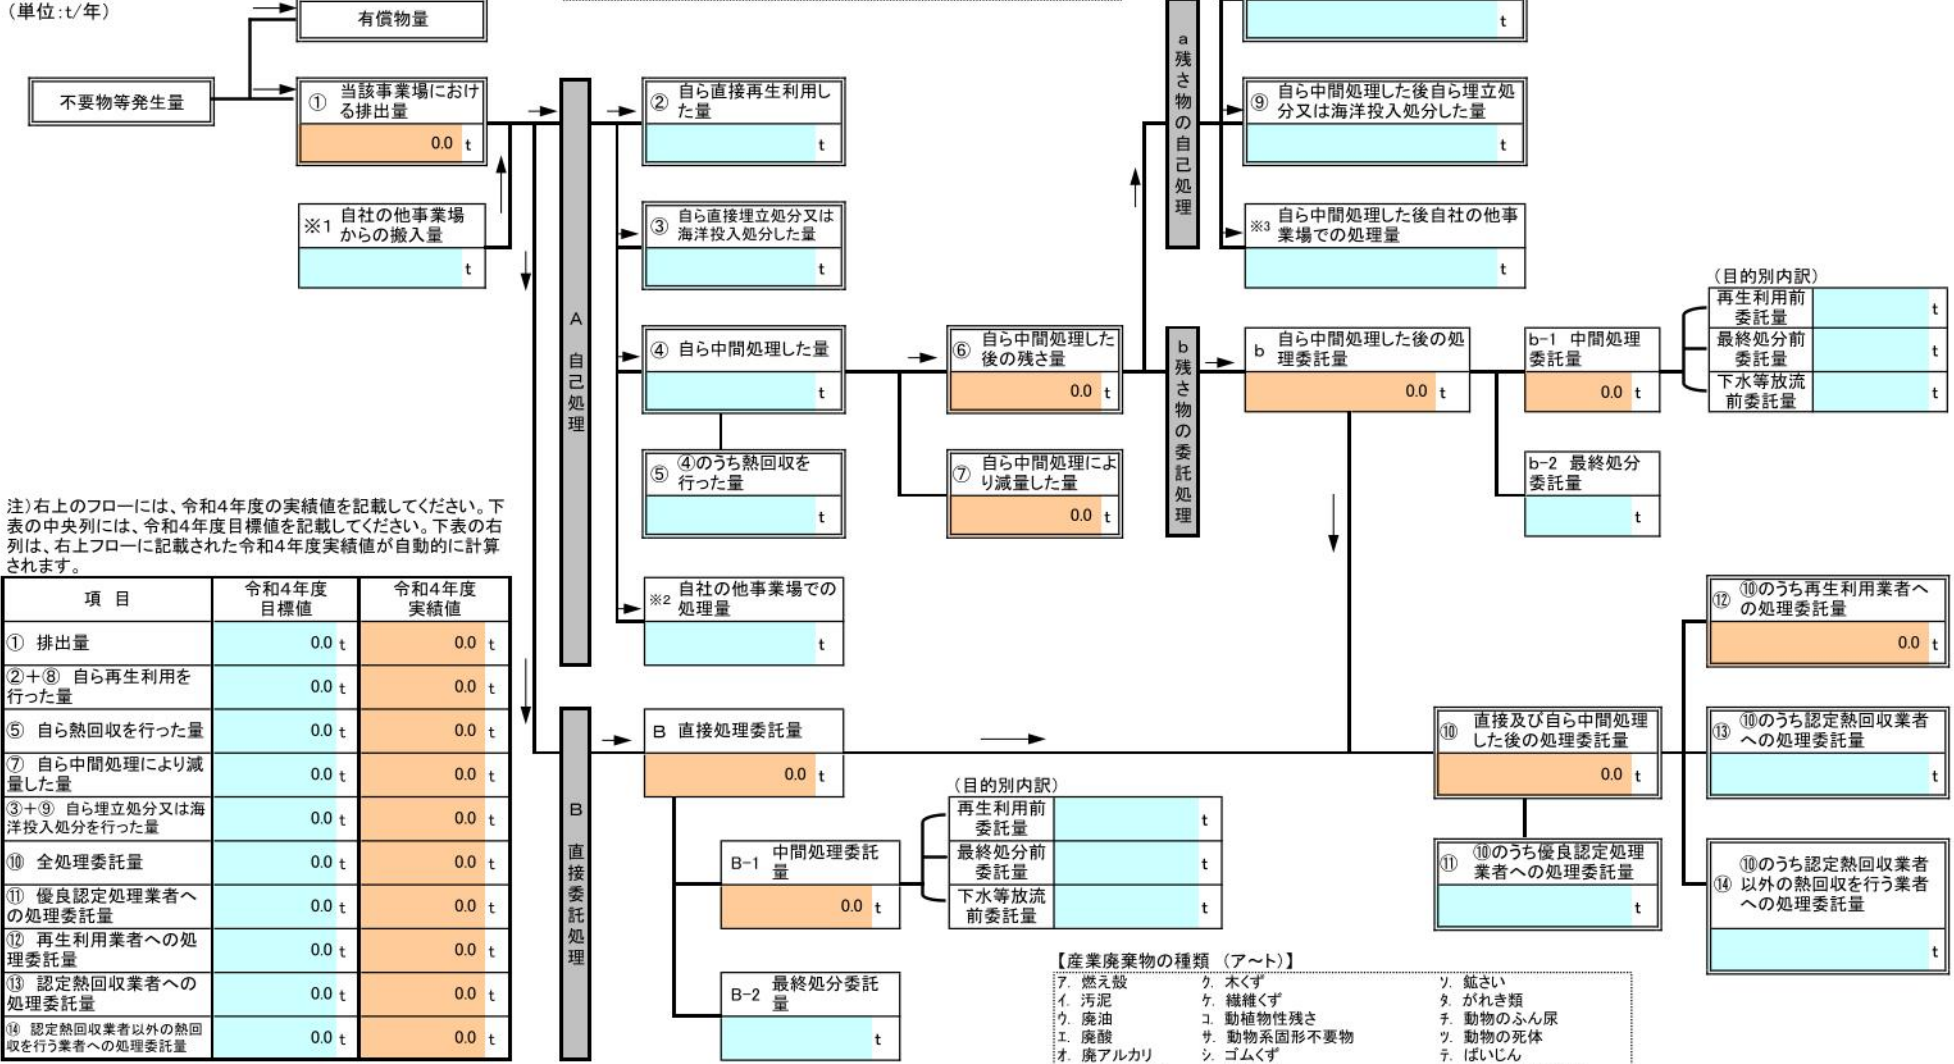 (単位:t/年)
有償物量
不要物等発生量
① 当該事業場におけ
る排出量
0.0 t
※1 自社の他事業場
からの搬入量
t
A 自己処理
② 自ら直接再生利用し
た量
t
③ 自ら直接埋立処分又は
海洋投入処分した量
t
④ 自ら中間処理した量
t
⑤ ④のうち熱回収を
行った量
t
※2 自社の他事業場での
処理量
t
⑥ 自ら中間処理した
後の残さ量
0.0 t
⑦ 自ら中間処理によ
り減量した量
0.0 t
a 残さ物の自己処理
t
⑨ 自ら中間処理した後自ら埋立処
分又は海洋投入処分した量
t
※3 自ら中間処理した後自社の他事
業場での処理量
t
b 残さ物の委託処理
b 自ら中間処理した後の処
理委託量
0.0 t
b-1 中間処理
委託量
0.0 t
b-2 最終処分
委託量
t
(目的別内訳)
再生利用前
委託量
t
最終処分前
委託量
t
下水等放流
前委託量
t
注)右上のフローには、令和4年度の実績値を記載してください。下
表の中央列には、令和4年度目標値を記載してください。下表の右
列は、右上フローに記載された令和4年度実績値が自動的に計算
されます。
項 目 令和4年度
目標値 令和4年度
実績値
① 排出量 0.0 t 0.0 t
②+⑧ 自ら再生利用を
行った量 0.0 t 0.0 t
⑤ 自ら熱回収を行った量 0.0 t 0.0 t
⑦ 自ら中間処理により減
量した量 0.0 t 0.0 t
③+⑨ 自ら埋立処分又は海
洋投入処分を行った量 0.0 t 0.0 t
⑩ 全処理委託量 0.0 t 0.0 t
⑪ 優良認定処理業者へ
の処理委託量 0.0 t 0.0 t
⑫ 再生利用業者への処
理委託量 0.0 t 0.0 t
⑬ 認定熱回収業者への
処理委託量 0.0 t 0.0 t
⑭ 認定熱回収業者以外の熱回
収を行う業者への処理委託量 0.0 t 0.0 t
B 直接委託処理
B 直接処理委託量
0.0 t
B-1 中間処理委託
量
0.0 t
B-2 最終処分委託
量
t
(目的別内訳)
再生利用前
委託量
t
最終処分前
委託量
t
下水等放流
前委託量
t
⑩ 直接及び自ら中間処理
した後の処理委託量
0.0 t
⑪ ⑩のうち優良認定処理
業者への処理委託量
t
⑫ ⑩のうち再生利用業者へ
の処理委託量
0.0 t
⑬ ⑩のうち認定熱回収業者
への処理委託量
t
⑭ ⑩のうち認定熱回収業者
以外の熱回収を行う業者
への処理委託量
t
【産業廃棄物の種類 (ア~ト)】
ア. 燃え殻 ク. 木くず ソ. 鉱さい
イ. 汚泥 ケ. 繊維くず タ. がれき類
ウ. 廃油 コ. 動植物性残さ チ. 動物のふん尿
エ. 廃酸 サ. 動物系固形不要物 ツ. 動物の死体
オ. 廃アルカリ シ. ゴムくず テ. ばいじん